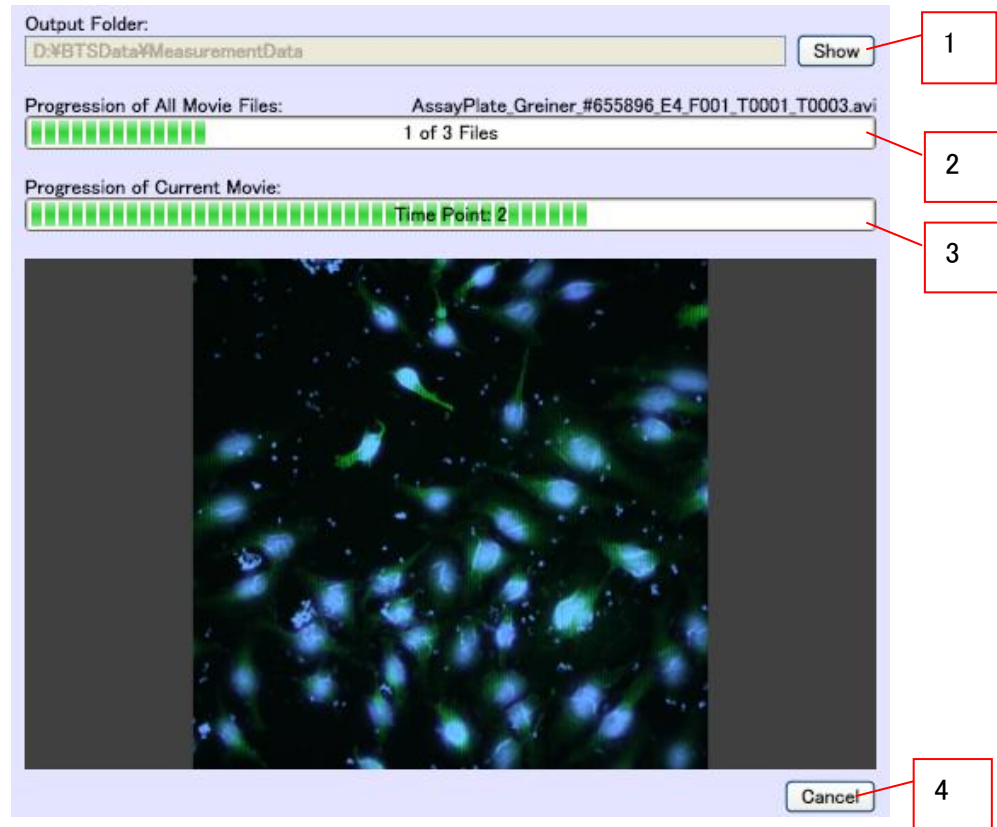 Output Folder:
D:¥BTSData¥MeasurementData
Show
1
Progression of All Movie Files:
AssayPlate_Greiner_#655896_E4_F001_T0001_T0003.avi
1 of 3 Files
2
Progression of Current Movie:
Time Point: 2
3
Cancel
4